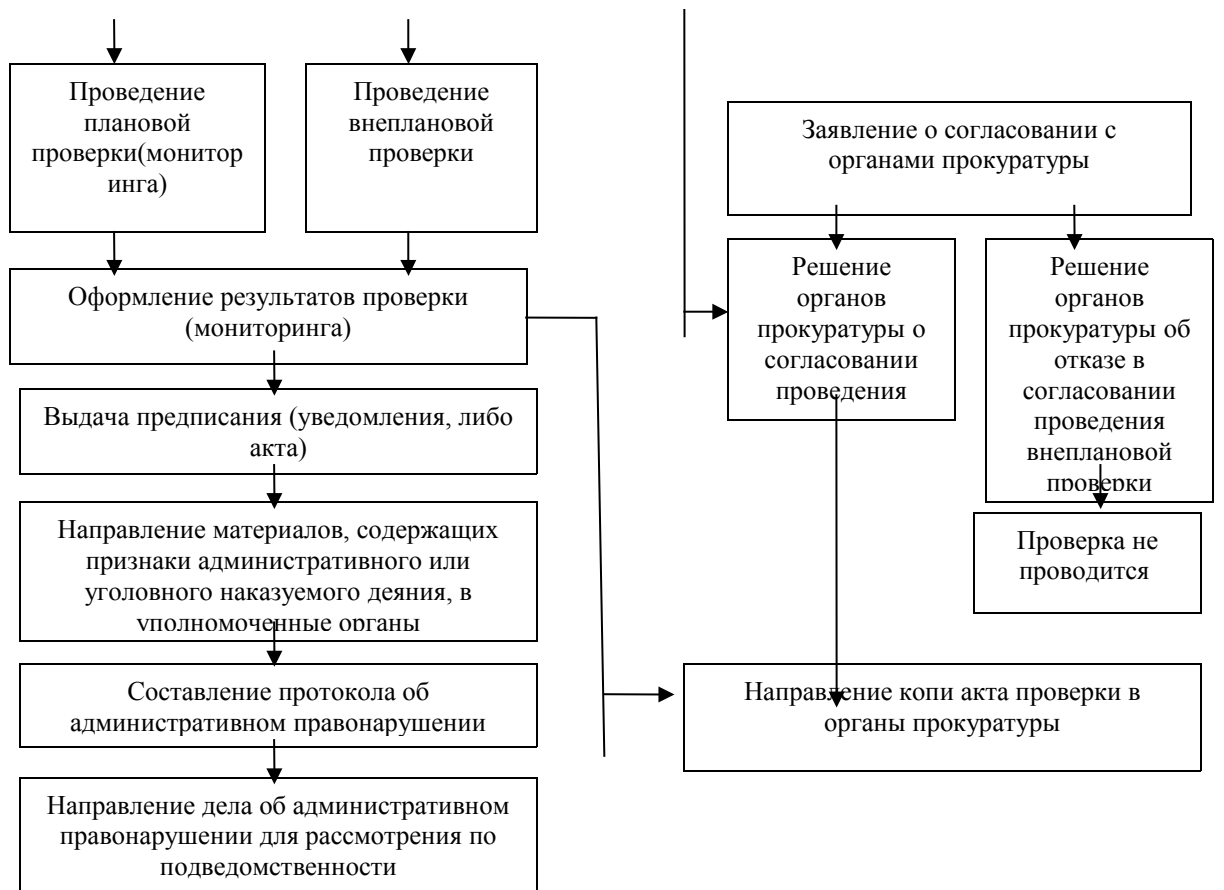 Проведение
плановой
проверки(монитор
инга)
Проведение
внеплановой
проверки
Заявление о согласовании с
органами прокуратуры
Решение
органов
прокуратуры о
согласовании
проведения
Решение
органов
прокуратуры об
отказе в
согласовании
проведения
внеплановой
проверки
Оформление результатов проверки
(мониторинга)
Выдача предписания (уведомления, либо
акта)
Направление материалов, содержащих
признаки административного или
уголовного наказуемого деяния, в
уполномоченные органы
Проверка не
проводится
Составление протокола об
административном правонарушении
Направление копи акта проверки в
органы прокуратуры
Направление дела об административном
правонарушении для рассмотрения по
подведомственности